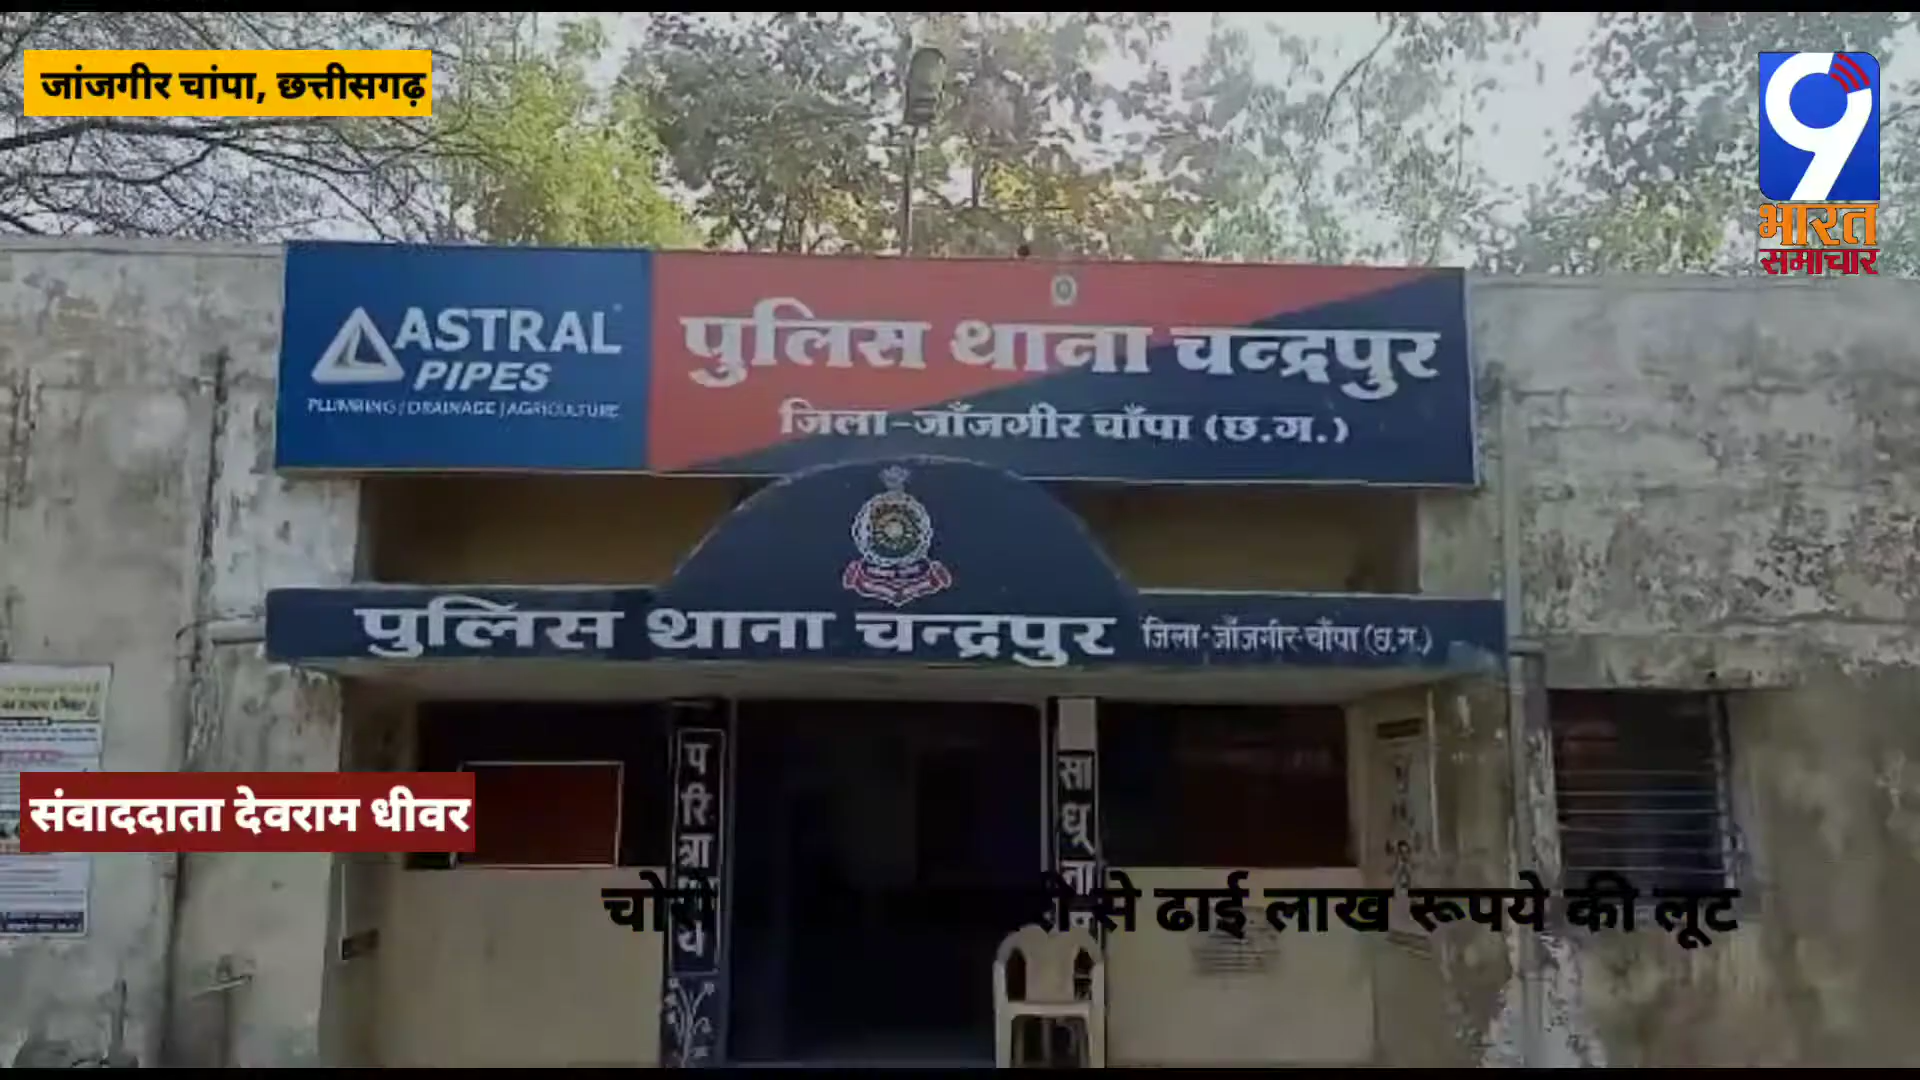 जांजगीर चांपा, छत्तीसगढ़
9
भारत
समाचार
ASTRAL
PIPES
PLUMBING / DRAINAGE / AGRICULTURE
पुलिस थाना चन्द्रपुर
जिला-जाँजगीर चाँपा (छ.ग.)
पुलिस थाना चन्द्रपुर जिला-जाँजगीर-चाँपा (छ.ग.)
परित्रा
साधूना
संवाददाता देवराम धीवर
से ढाई लाख रूपये की लूट